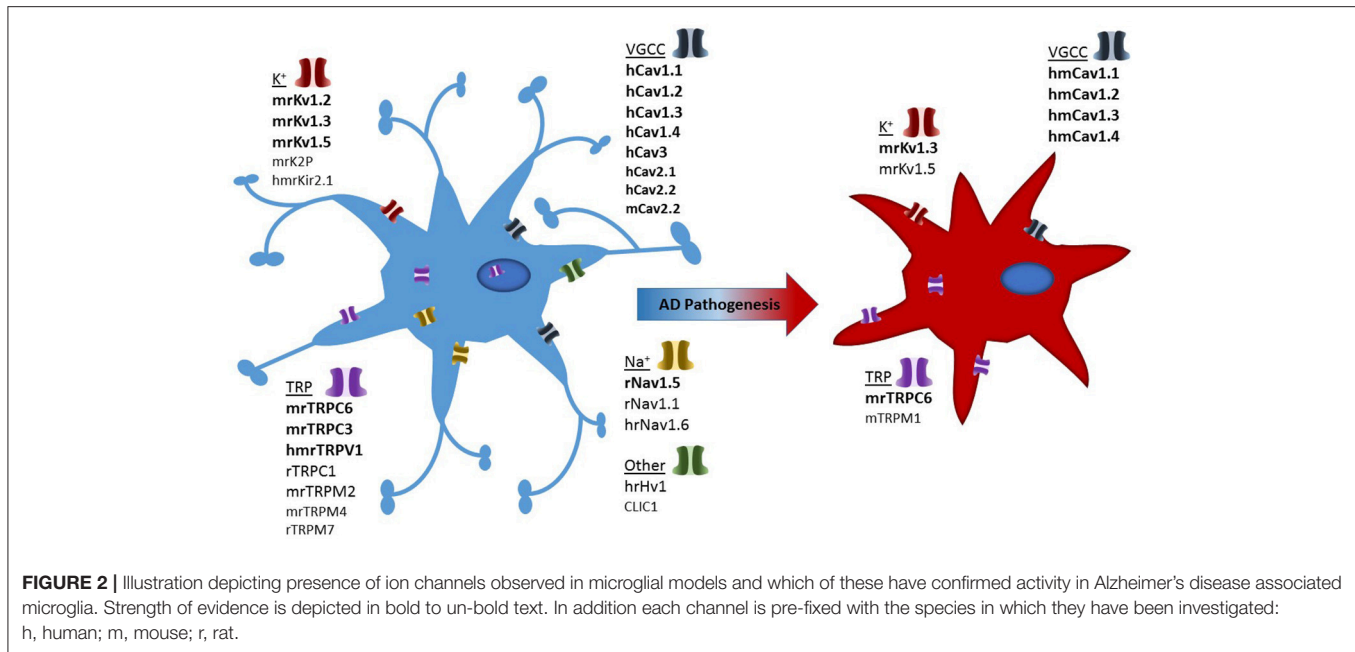 K⁺
mrKv1.2
mrKv1.3
mrKv1.5
mrK2P
hmrKir2.1
VGCC
hCav1.1
hCav1.2
hCav1.3
hCav1.4
hCav3
hCav2.1
hCav2.2
mCav2.2
TRP
mrTRPC6
mrTRPC3
hmrTRPV1
rTRPC1
mrTRPM2
mrTRPM4
rTRPM7
Na⁺
rNav1.5
rNav1.1
hrNav1.6
Other
hrHv1
CLIC1
AD Pathogenesis
K⁺
mrKv1.3
mrKv1.5
VGCC
hmCav1.1
hmCav1.2
hmCav1.3
hmCav1.4
TRP
mrTRPC6
mTRPM1
FIGURE 2 | Illustration depicting presence of ion channels observed in microglial models and which of these have confirmed activity in Alzheimer's disease associated
microglia. Strength of evidence is depicted in bold to un-bold text. In addition each channel is pre-fixed with the species in which they have been investigated:
h, human; m, mouse; r, rat.